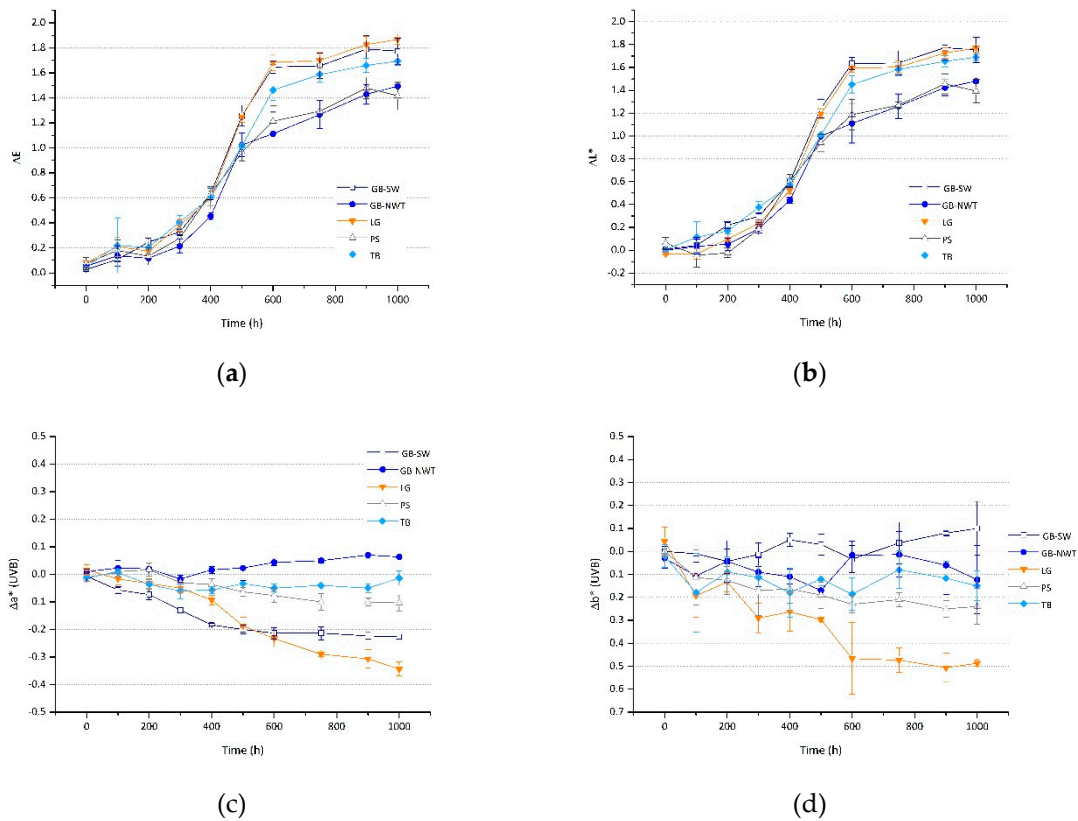 2.0
1.8
1.6
1.4
1.2
1.0
0.8
0.6
0.4
0.2
0.0
ΔE
GB-SW
GB-NWT
LG
PS
TB
0 200 400 600 800 1000
Time (h)
(a)
2.0
1.8
1.6
1.4
1.2
1.0
0.8
0.6
0.4
0.2
0.0
-0.2
ΔL*
GB-SW
GB-NWT
LG
PS
TB
0 200 400 600 800 1000
Time (h)
(b)
0.5
0.4
0.3
0.2
0.1
0.0
-0.1
-0.2
-0.3
-0.4
-0.5
Δa* (UVB)
GB-SW
GB NWT
LG
PS
TB
0 200 400 600 800 1000
Time (h)
(c)
0.5
0.4
0.3
0.2
0.1
0.0
0.1
0.2
0.3
0.4
0.5
0.6
0.7
Δb* (UVB)
GB-SW
GB-NWT
LG
PS
TB
0 200 400 600 800 1000
Time (h)
(d)